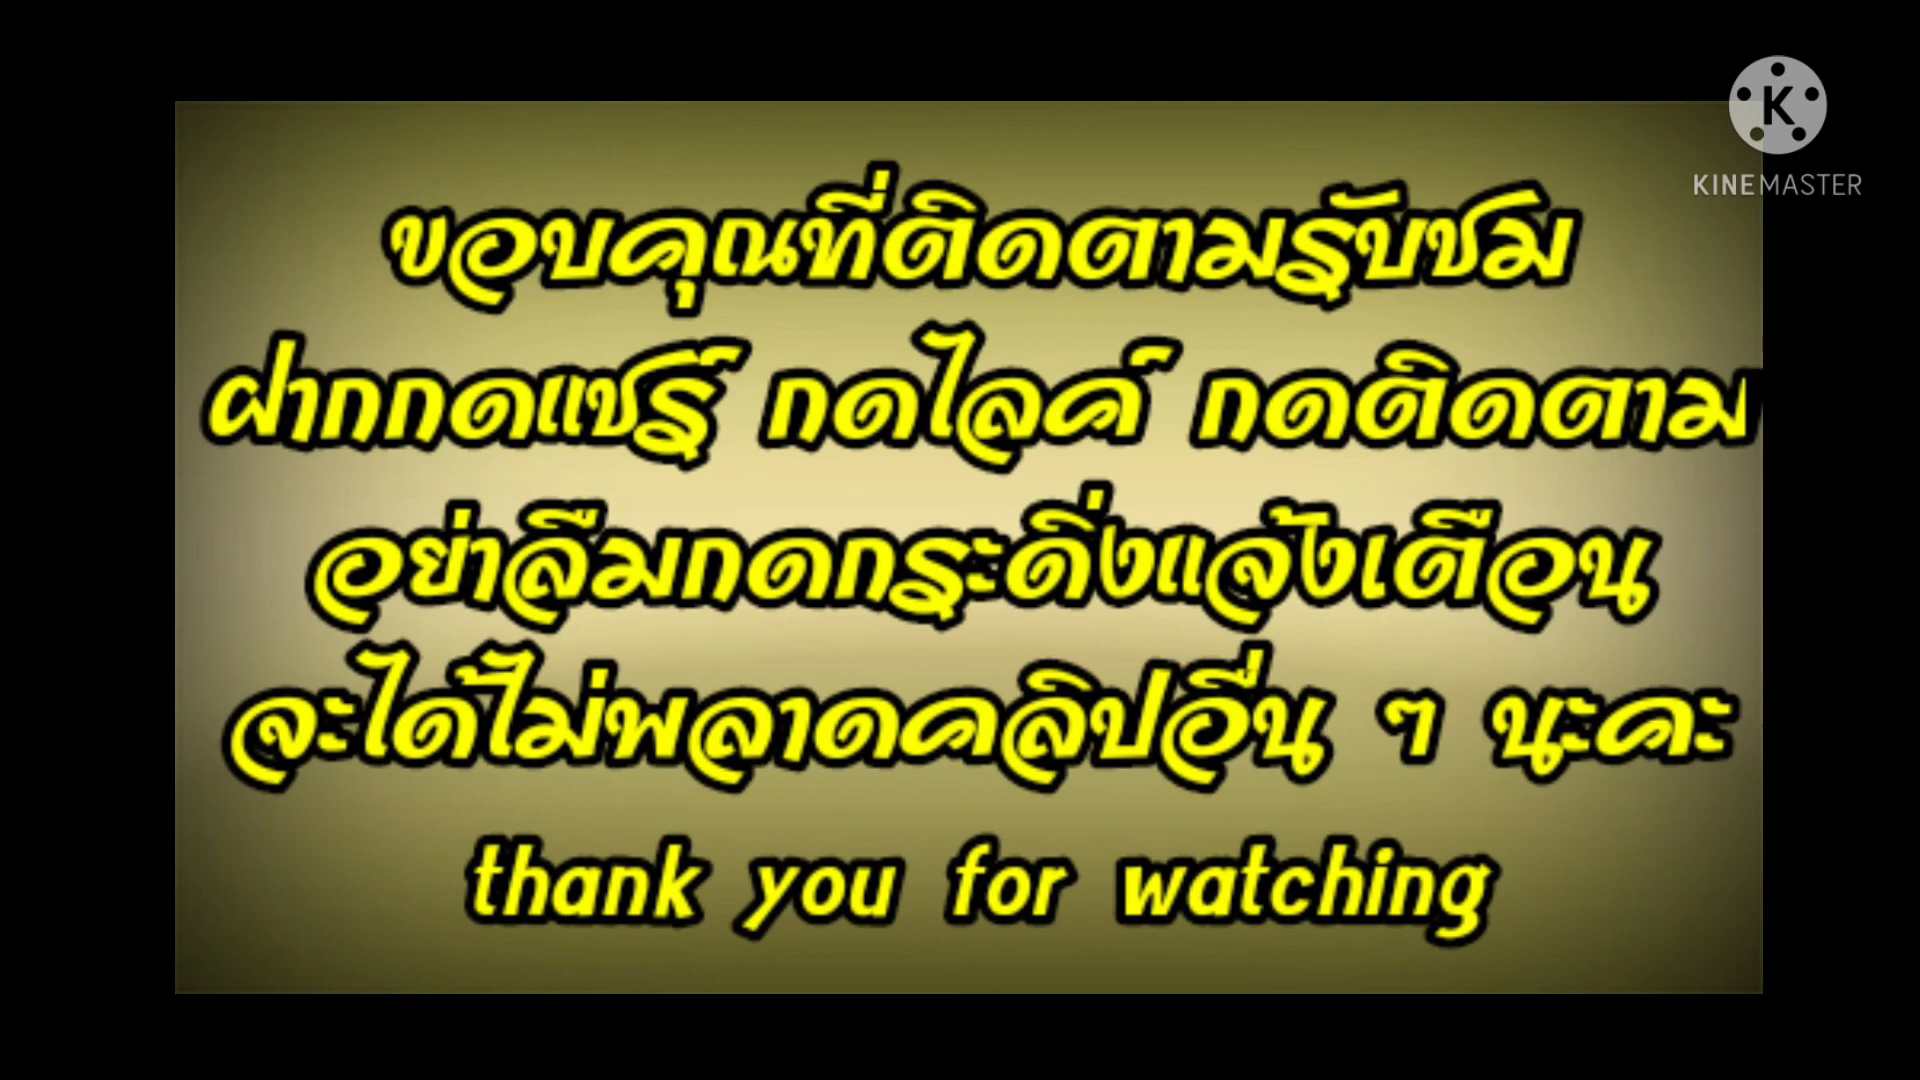 ขอบคุณที่ติดตามรับชม
ฝากกดแชร์ กดไลค์ กดติดตาม
อย่าลืมกดกระดิ่งแจ้งเตือน
จะได้ไม่พลาดคลิปอื่น ๆ นะคะ
thank you for watching
K
KINEMASTER